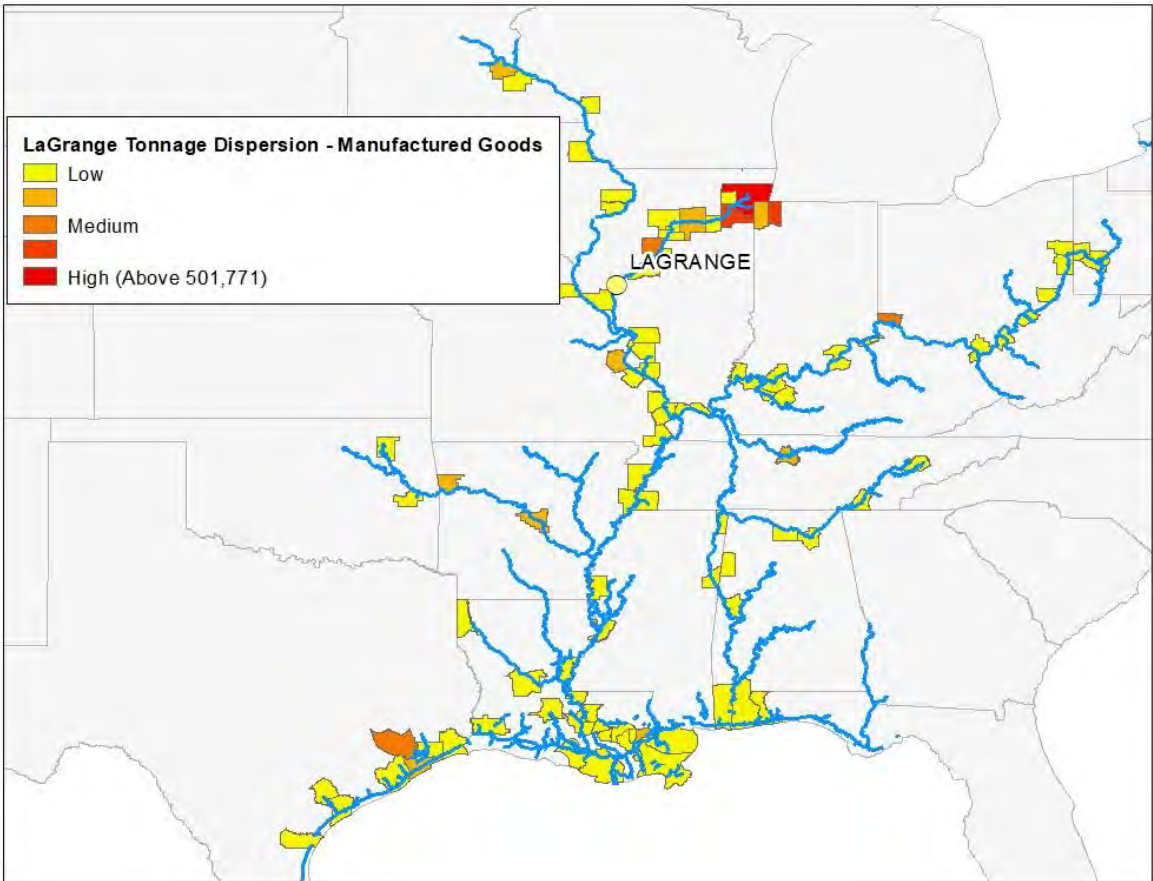 LaGrange Tonnage Dispersion - Manufactured Goods
Low
Medium
High (Above 501,771)
LAGRANGE